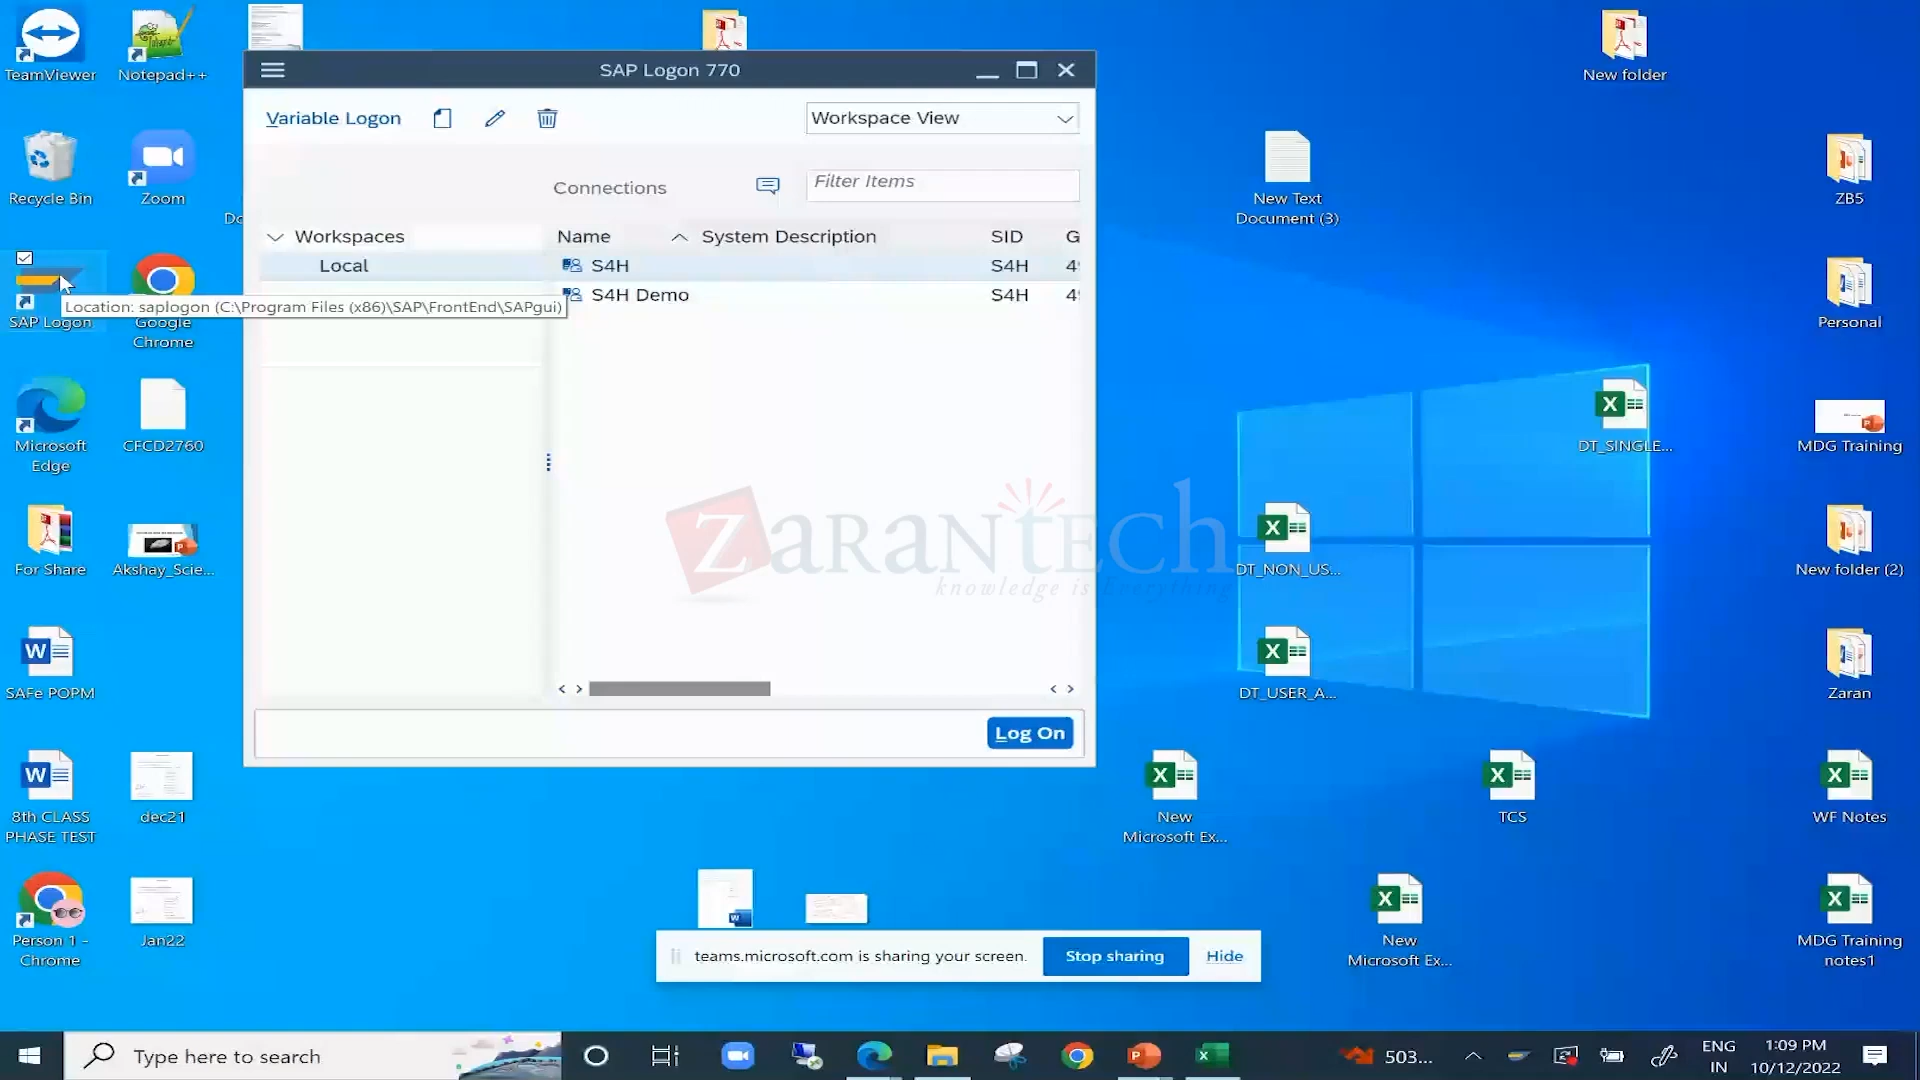 TeamViewer
Notepad++
New folder
SAP Logon 770
Variable Logon
Workspace View
Connections
Filter Items
Workspaces
Name
System Description
SID
G
Local
S4H
S4H
S4H Demo
S4H
Location: saplogon (C:\Program Files (x86)\SAP\FrontEnd\SAPgui)
Log On
Recycle Bin
Zoom
Do
New Text
Document (3)
ZB5
SAP Logon
Google
Chrome
Personal
Microsoft
Edge
CFCD2760
DT_SINGLE...
MDG Training
ZaranTech
knowledge is Everything
For Share
Akshay_Scie...
DT_NON_US...
New folder (2)
SAFe POPM
DT_USER_A...
Zaran
8th CLASS
PHASE TEST
dec21
New
Microsoft Ex...
TCS
WF Notes
Person 1 -
Chrome
Jan22
New
Microsoft Ex...
MDG Training
notes1
teams.microsoft.com is sharing your screen.
Stop sharing
Hide
Type here to search
503...
ENG
IN
1:09 PM
10/12/2022